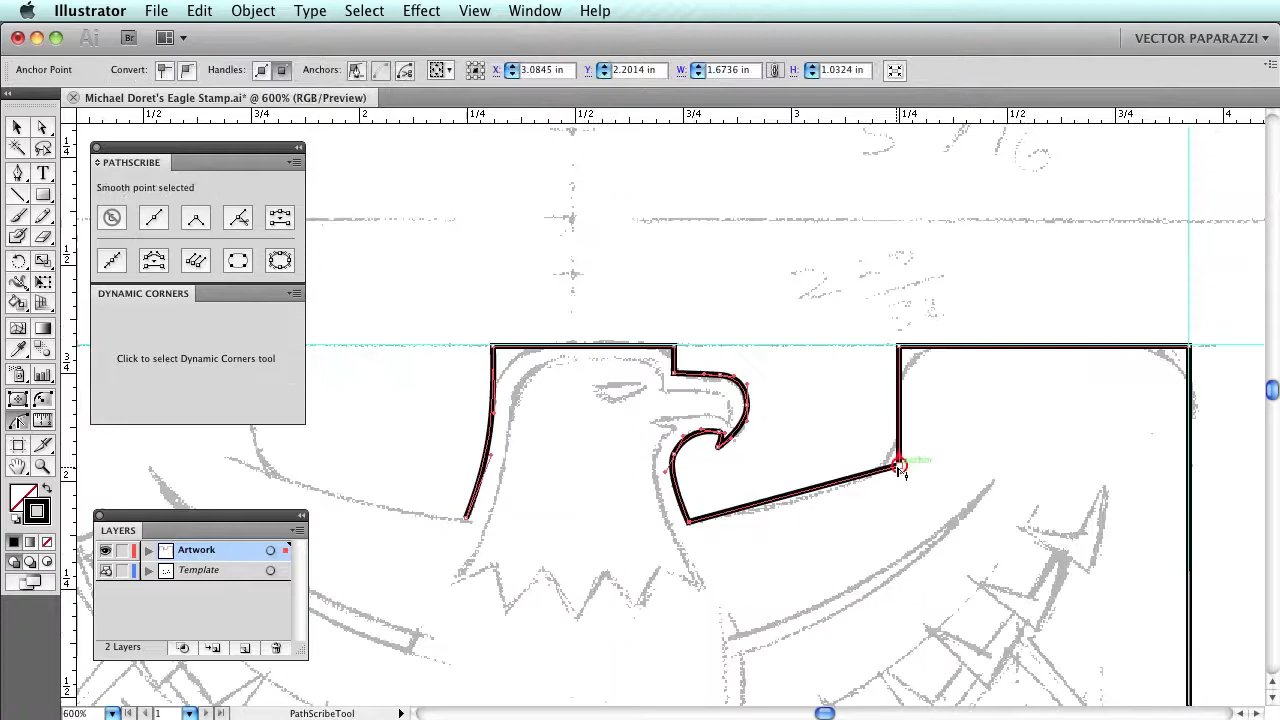 Illustrator File Edit Object Type Select Effect View Window Help
Ai Br VECTOR PAPARAZZI
Anchor Point Convert: Handles: Anchors: X: 3.0845 in Y: 2.2014 in W: 1.6736 in H: 1.0324 in
Michael Doret's Eagle Stamp.ai* @ 600% (RGB/Preview)
1/2 3/4 2 1/4 1/2 3/4 3 1/4 1/2 3/4 4
PATHSCRIBE
Smooth point selected
DYNAMIC CORNERS
Click to select Dynamic Corners tool
LAYERS
Artwork
Template
2 Layers
600% 1 PathScribeTool